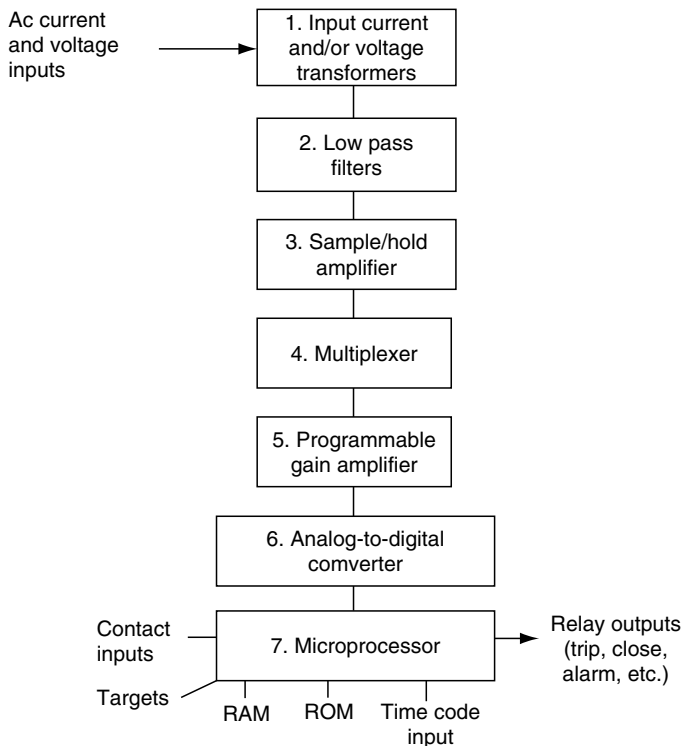 Ac current
and voltage
inputs
1. Input current
and/or voltage
transformers
2. Low pass
filters
3. Sample/hold
amplifier
4. Multiplexer
5. Programmable
gain amplifier
6. Analog-to-digital
comverter
Contact
inputs
7. Microprocessor
Relay outputs
(trip, close,
alarm, etc.)
Targets
RAM
ROM
Time code
input